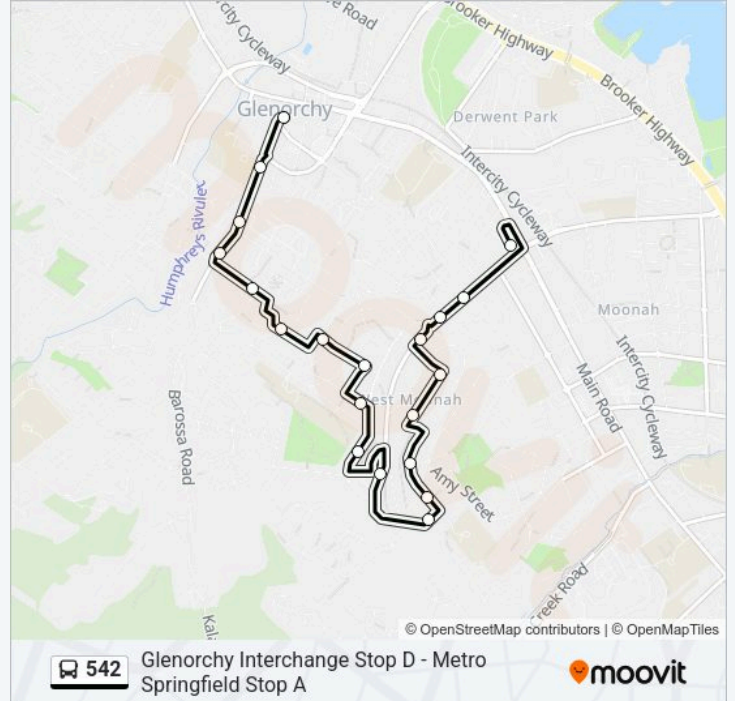 Intercity Cycleway
e Road
Brooker Highway
Brooker Highway
Glenorchy
Derwent Park
Intercity Cycleway
Humphreys Rivulet
Moonah
Intercity Cycleway
Main Road
Barossa Road
West Moonah
Amy Street
Creek Road
Kala
© OpenStreetMap contributors | © OpenMapTiles
542
Glenorchy Interchange Stop D - Metro
Springfield Stop A
moovit